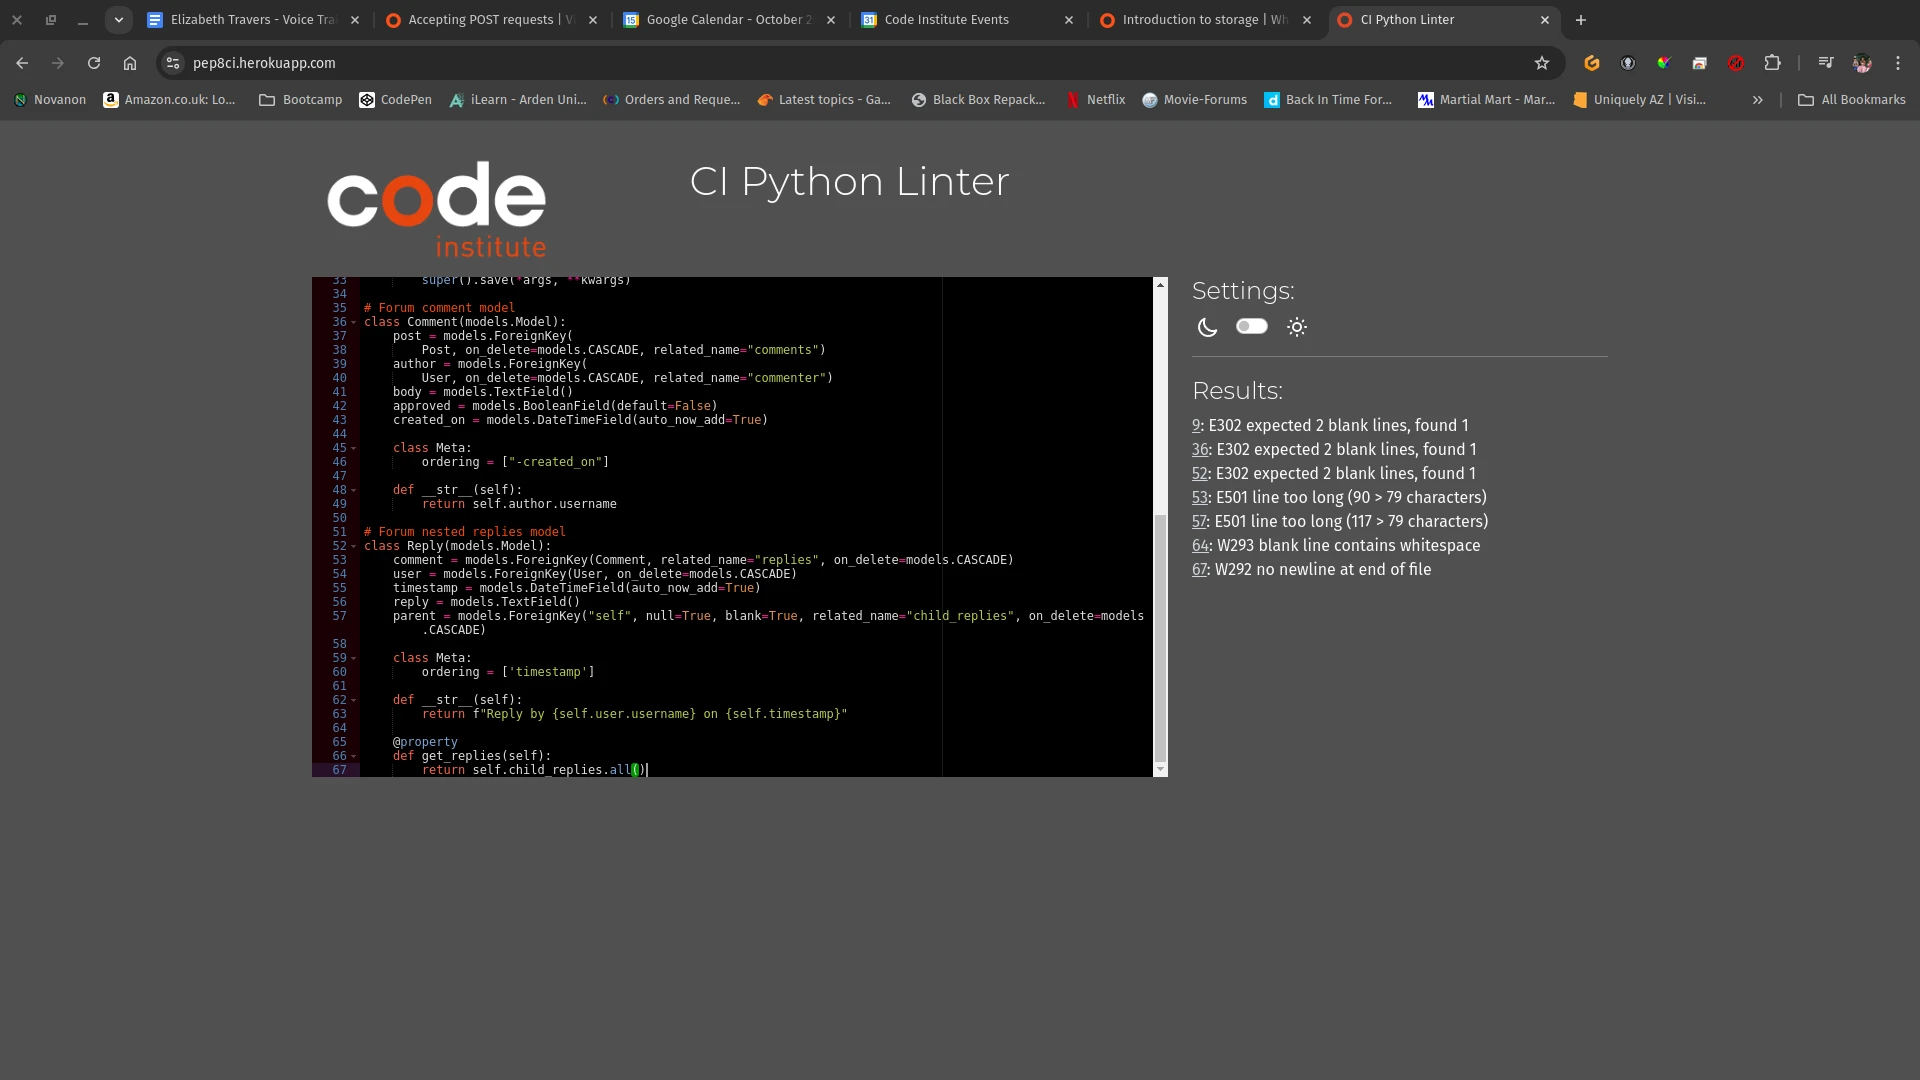 Elizabeth Travers - Voice Tra
Accepting POST requests | V
Google Calendar - October 2
Code Institute Events
Introduction to storage | Wh
CI Python Linter
pep8ci.herokuapp.com
Novanon
Amazon.co.uk: Lo...
Bootcamp
CodePen
iLearn - Arden Uni...
Orders and Reque...
Latest topics - Ga...
Black Box Repack...
Netflix
Movie-Forums
Back In Time For...
Martial Mart - Mar...
Uniquely AZ | Visi...
All Bookmarks
code
institute
CI Python Linter
33 super().save(*args, **kwargs)
34
35 # Forum comment model
36 class Comment(models.Model):
37 post = models.ForeignKey(
38 Post, on_delete=models.CASCADE, related_name="comments")
39 author = models.ForeignKey(
40 User, on_delete=models.CASCADE, related_name="commenter")
41 body = models.TextField()
42 approved = models.BooleanField(default=False)
43 created_on = models.DateTimeField(auto_now_add=True)
44
45 class Meta:
46 ordering = ["-created_on"]
47
48 def __str__(self):
49 return self.author.username
50
51 # Forum nested replies model
52 class Reply(models.Model):
53 comment = models.ForeignKey(Comment, related_name="replies", on_delete=models.CASCADE)
54 user = models.ForeignKey(User, on_delete=models.CASCADE)
55 timestamp = models.DateTimeField(auto_now_add=True)
56 reply = models.TextField()
57 parent = models.ForeignKey("self", null=True, blank=True, related_name="child_replies", on_delete=models
.CASCADE)
58
59 class Meta:
60 ordering = ['timestamp']
61
62 def __str__(self):
63 return f"Reply by {self.user.username} on {self.timestamp}"
64
65 @property
66 def get_replies(self):
67 return self.child_replies.all()
Settings:
Results:
9: E302 expected 2 blank lines, found 1
36: E302 expected 2 blank lines, found 1
52: E302 expected 2 blank lines, found 1
53: E501 line too long (90 > 79 characters)
57: E501 line too long (117 > 79 characters)
64: W293 blank line contains whitespace
67: W292 no newline at end of file